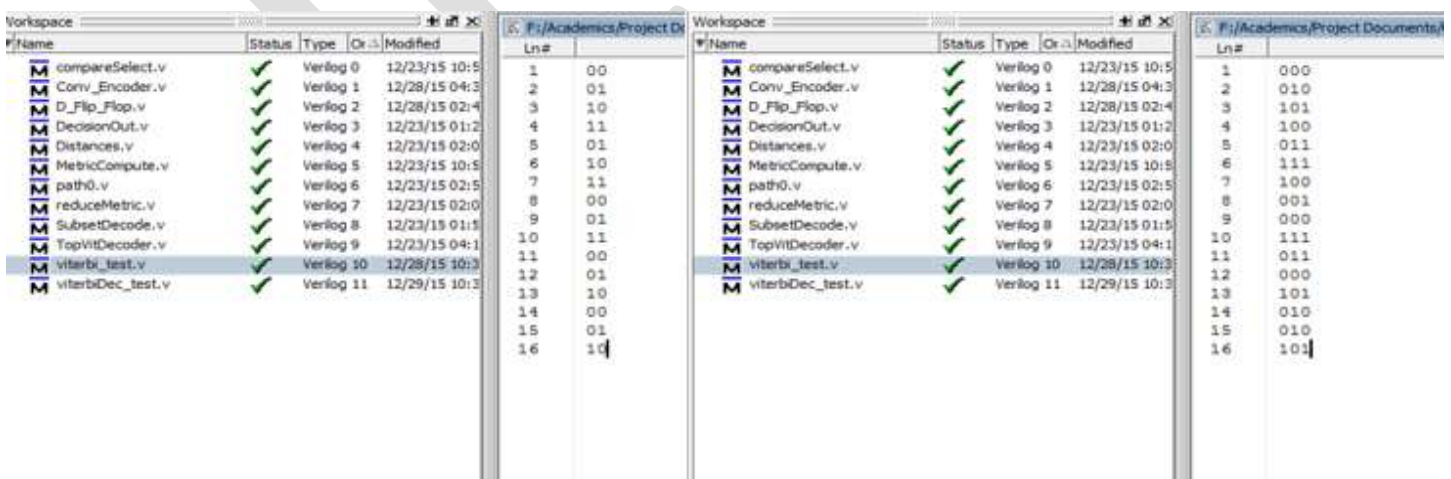 Workspace
Name Status Type Or Modified
compareSelect.v Verilog 0 12/23/15 10:5
Conv_Encoder.v Verilog 1 12/28/15 04:3
D_Flip_Flop.v Verilog 2 12/28/15 02:4
DecisionOut.v Verilog 3 12/23/15 01:2
Distances.v Verilog 4 12/23/15 02:0
MetricCompute.v Verilog 5 12/23/15 10:5
path0.v Verilog 6 12/23/15 02:5
reduceMetric.v Verilog 7 12/23/15 02:0
SubsetDecode.v Verilog 8 12/23/15 01:5
TopVitDecoder.v Verilog 9 12/23/15 04:1
viterbi_test.v Verilog 10 12/28/15 10:3
viterbiDec_test.v Verilog 11 12/29/15 10:3
F:/Academics/Project Do
Ln#
1 00
2 01
3 10
4 11
5 01
6 10
7 11
8 00
9 01
10 11
11 00
12 01
13 10
14 00
15 01
16 10
Workspace
Name Status Type Or Modified
compareSelect.v Verilog 0 12/23/15 10:5
Conv_Encoder.v Verilog 1 12/28/15 04:3
D_Flip_Flop.v Verilog 2 12/28/15 02:4
DecisionOut.v Verilog 3 12/23/15 01:2
Distances.v Verilog 4 12/23/15 02:0
MetricCompute.v Verilog 5 12/23/15 10:5
path0.v Verilog 6 12/23/15 02:5
reduceMetric.v Verilog 7 12/23/15 02:0
SubsetDecode.v Verilog 8 12/23/15 01:5
TopVitDecoder.v Verilog 9 12/23/15 04:1
viterbi_test.v Verilog 10 12/28/15 10:3
viterbiDec_test.v Verilog 11 12/29/15 10:3
F:/Academics/Project Documents/
Ln#
1 000
2 010
3 101
4 100
5 011
6 111
7 100
8 001
9 000
10 111
11 011
12 000
13 101
14 010
15 010
16 101